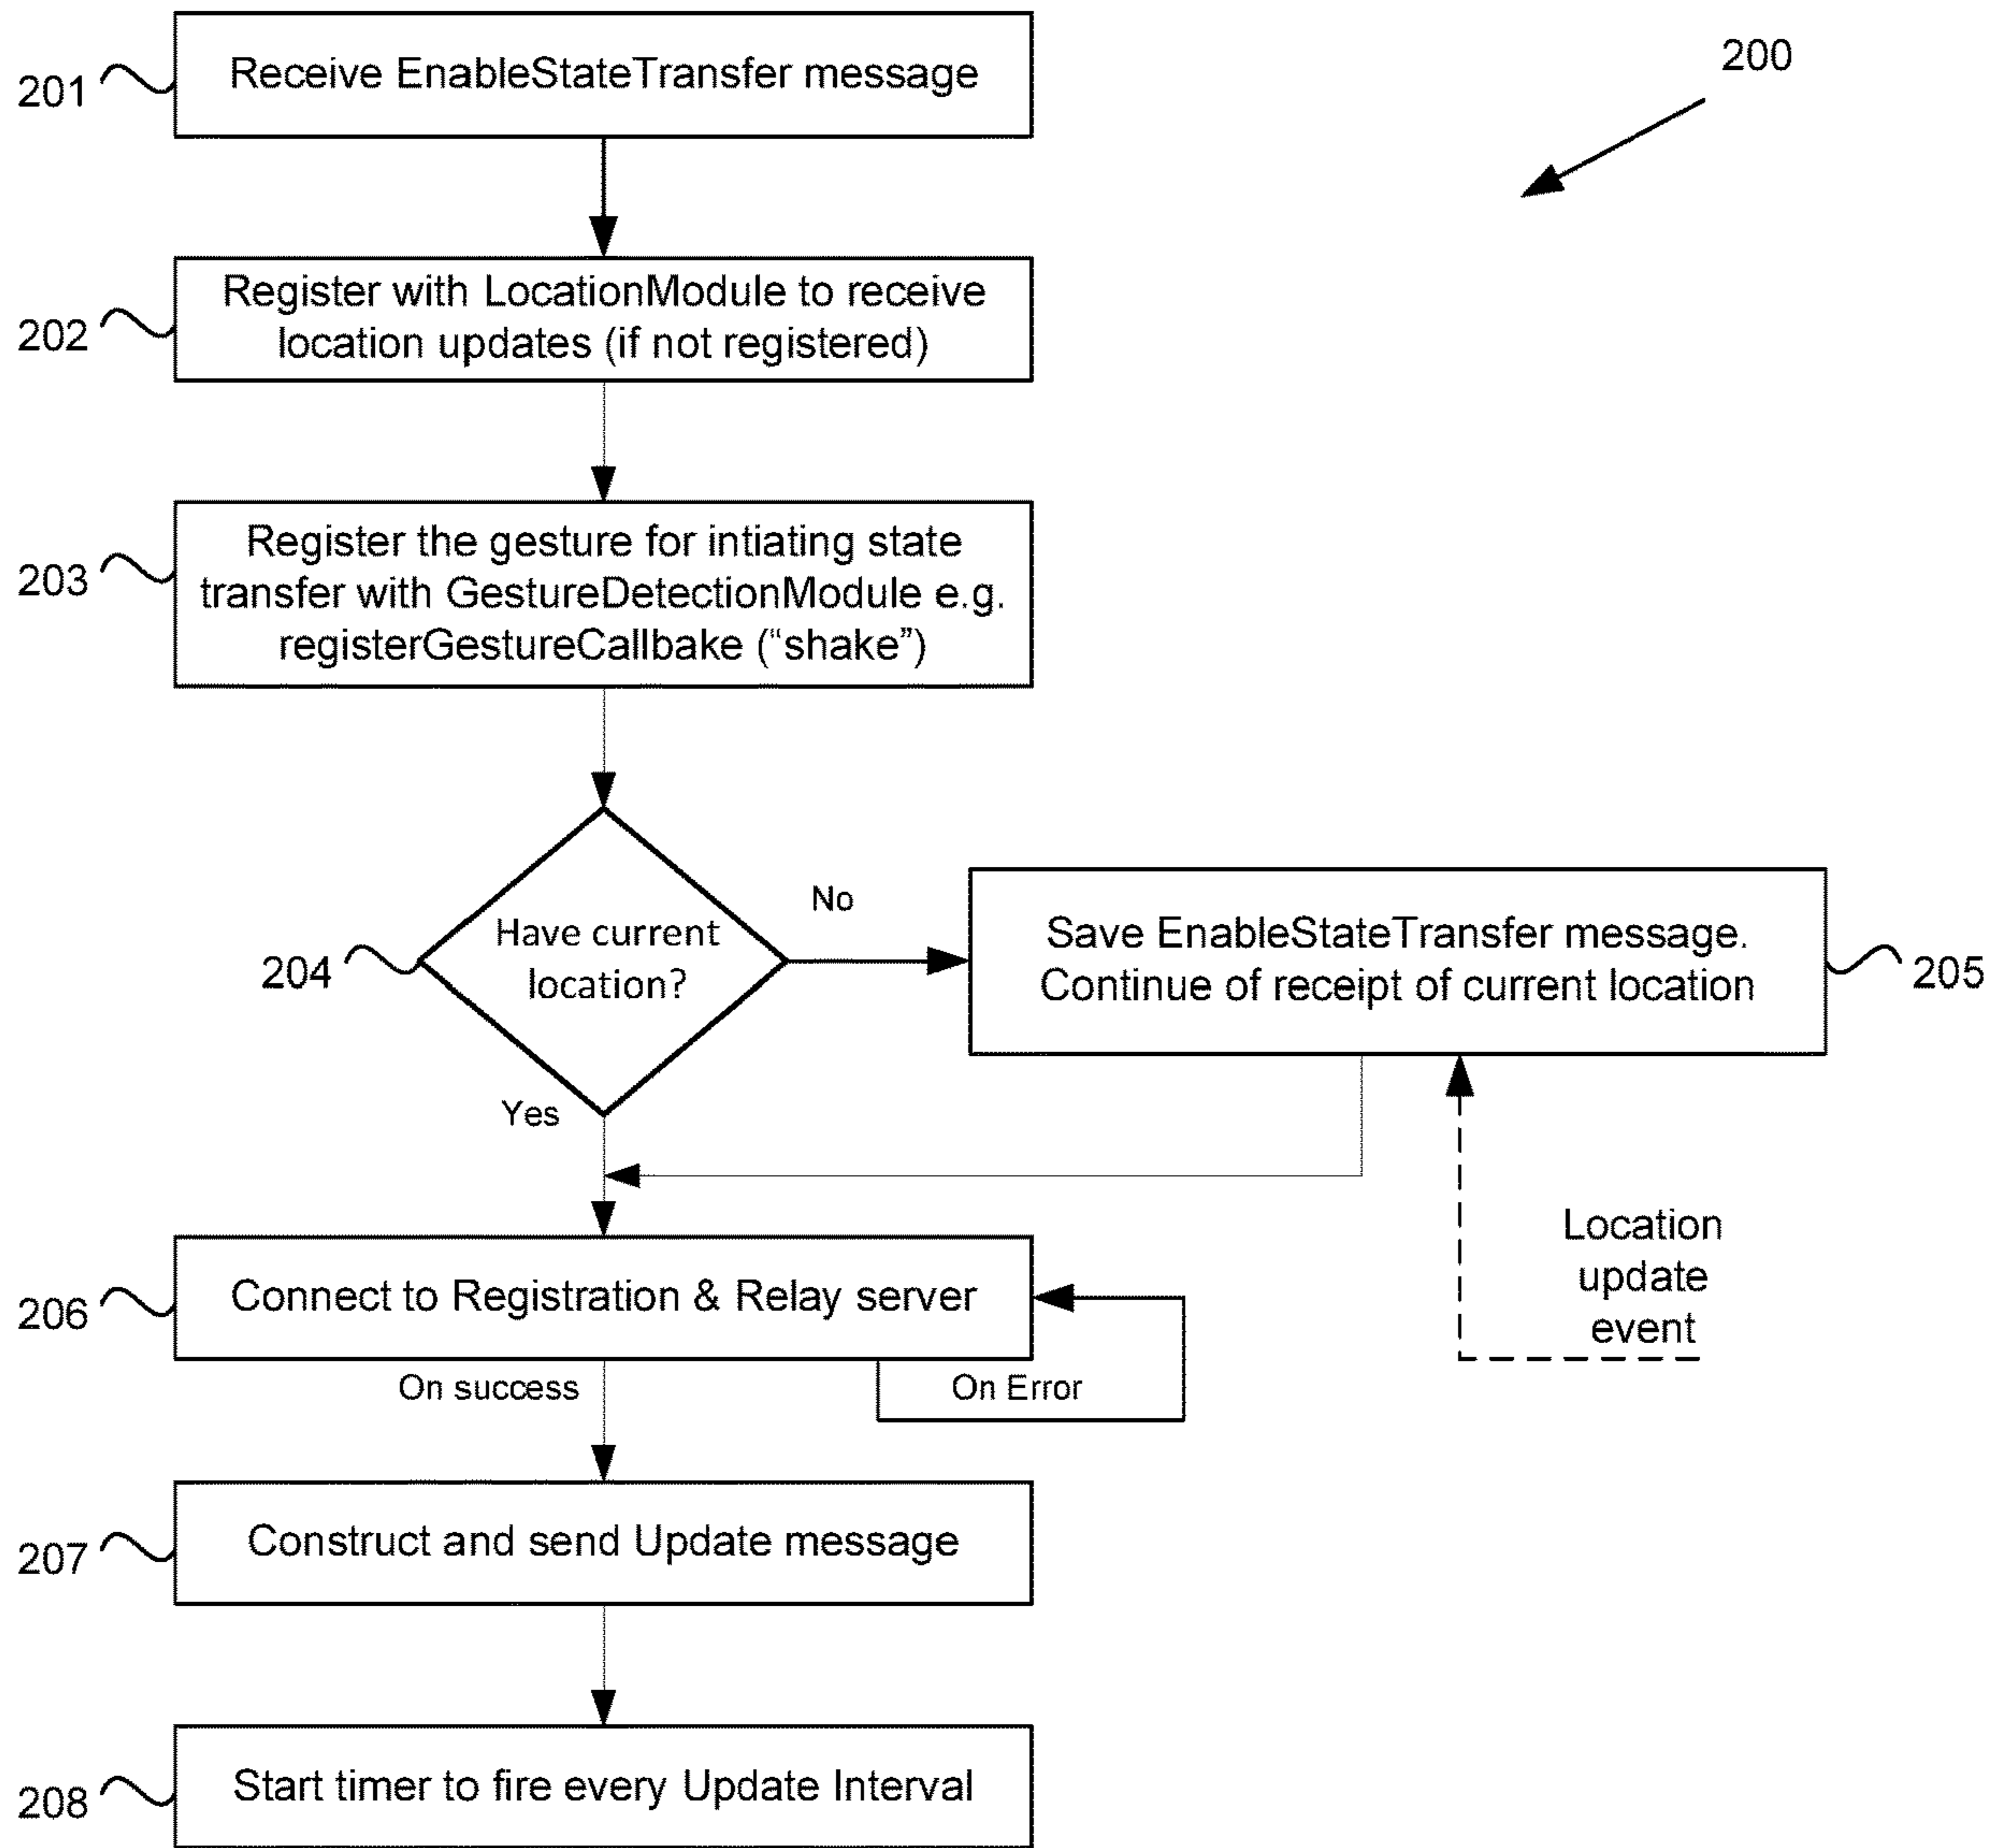 200
201
Receive EnableStateTransfer message
202
Register with LocationModule to receive
location updates (if not registered)
203
Register the gesture for intiating state
transfer with GestureDetectionModule e.g.
registerGestureCallbake (“shake”)
204
Have current
location?
No
Yes
Save EnableStateTransfer message.
Continue of receipt of current location
205
Location
update
event
206
Connect to Registration & Relay server
On success
On Error
207
Construct and send Update message
208
Start timer to fire every Update Interval